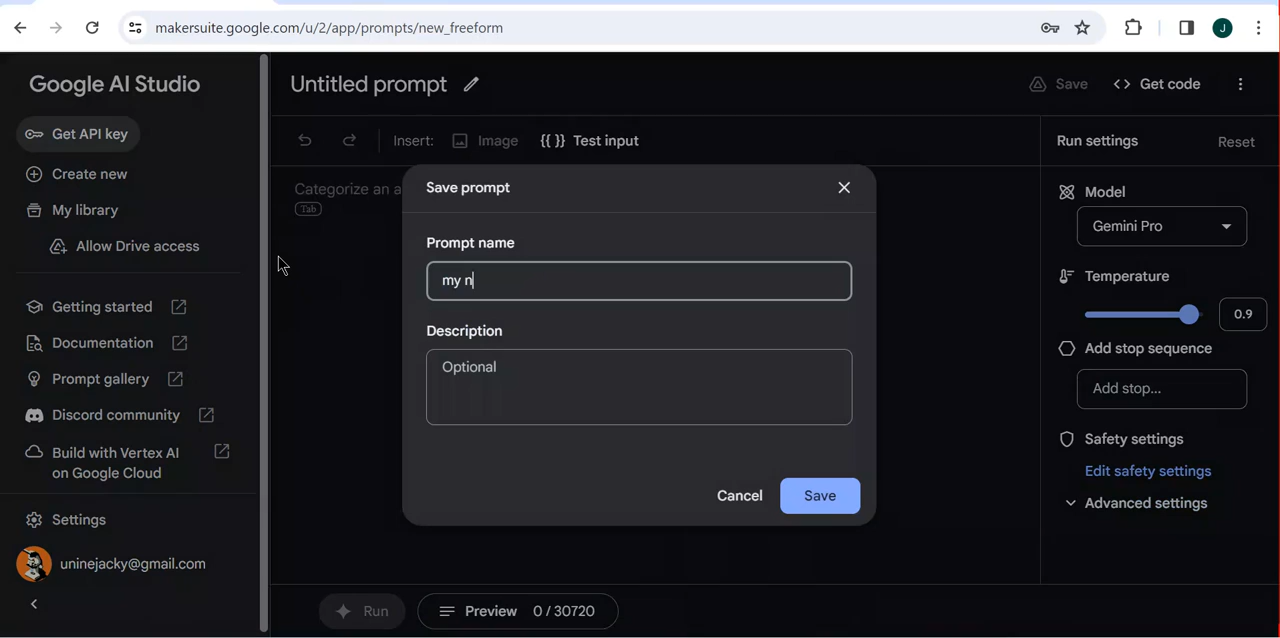 makersuite.google.com/u/2/app/prompts/new_freeform
J
Google AI Studio
Get API key
Create new
My library
Allow Drive access
Getting started
Documentation
Prompt gallery
Discord community
Build with Vertex AI
on Google Cloud
Settings
uninejacky@gmail.com
Untitled prompt
Save
<> Get code
Insert:
Image
{{ }} Test input
Categorize an a
Tab
Save prompt
Prompt name
my n
Description
Optional
Cancel
Save
Run
Preview 0 / 30720
Run settings
Reset
Model
Gemini Pro
Temperature
0.9
Add stop sequence
Add stop...
Safety settings
Edit safety settings
Advanced settings